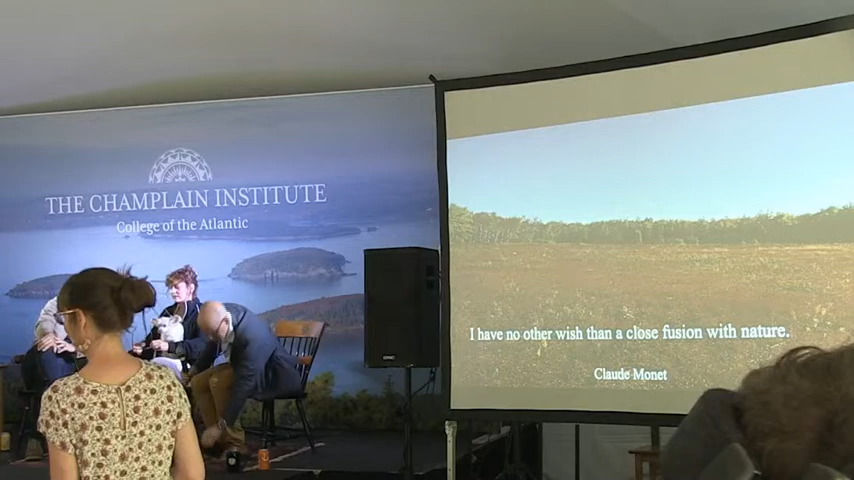 THE CHAMPLAIN INSTITUTE
College of the Atlantic
I have no other wish than a close fusion with nature.
Claude Monet